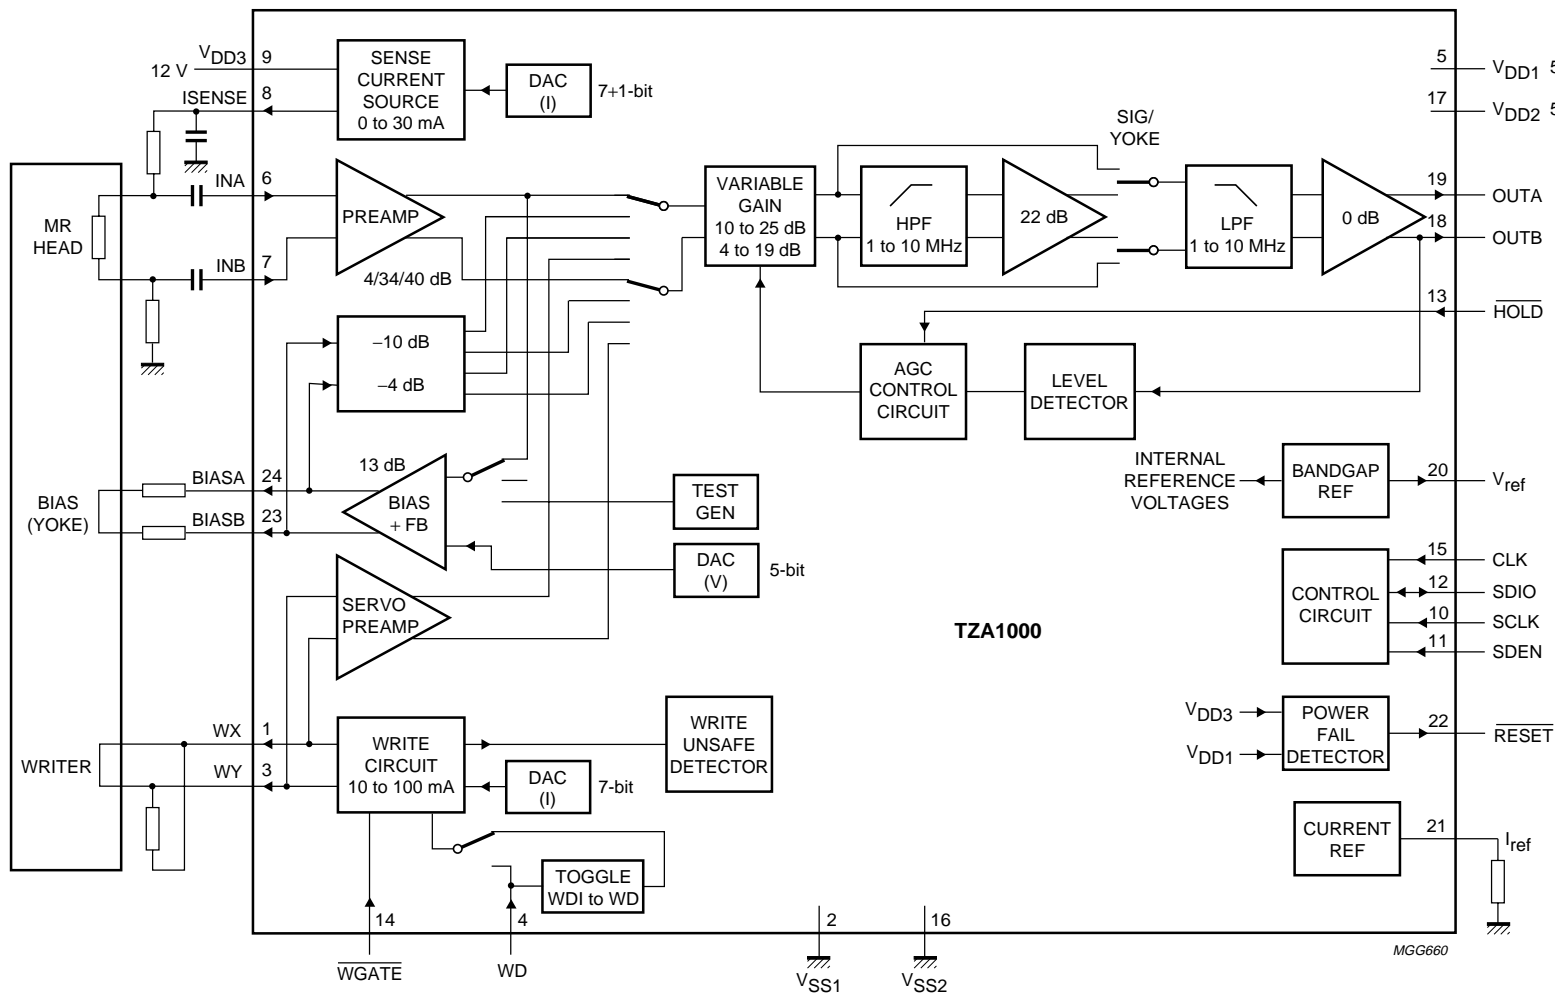 VDD3
12 V
9
ISENSE
8
SENSE
CURRENT
SOURCE
0 to 30 mA
DAC
(I)
7+1-bit
5
VDD1 5
17
VDD2 5
MR
HEAD
INA
6
INB
7
PREAMP
4/34/40 dB
VARIABLE
GAIN
10 to 25 dB
4 to 19 dB
HPF
1 to 10 MHz
22 dB
SIG/
YOKE
LPF
1 to 10 MHz
0 dB
19
OUTA
18
OUTB
13
HOLD
−10 dB
−4 dB
AGC
CONTROL
CIRCUIT
LEVEL
DETECTOR
BIAS
(YOKE)
BIASA
24
BIASB
23
13 dB
BIAS
+ FB
TEST
GEN
DAC
(V)
5-bit
INTERNAL
REFERENCE
VOLTAGES
BANDGAP
REF
20
Vref
SERVO
PREAMP
TZA1000
CONTROL
CIRCUIT
15
CLK
12
SDIO
10
SCLK
11
SDEN
WRITER
WX
1
WY
3
WRITE
CIRCUIT
10 to 100 mA
WRITE
UNSAFE
DETECTOR
DAC
(I)
7-bit
VDD3
VDD1
POWER
FAIL
DETECTOR
22
RESET
TOGGLE
WDI to WD
CURRENT
REF
21
Iref
14
WGATE
4
WD
2
VSS1
16
VSS2
MGG660